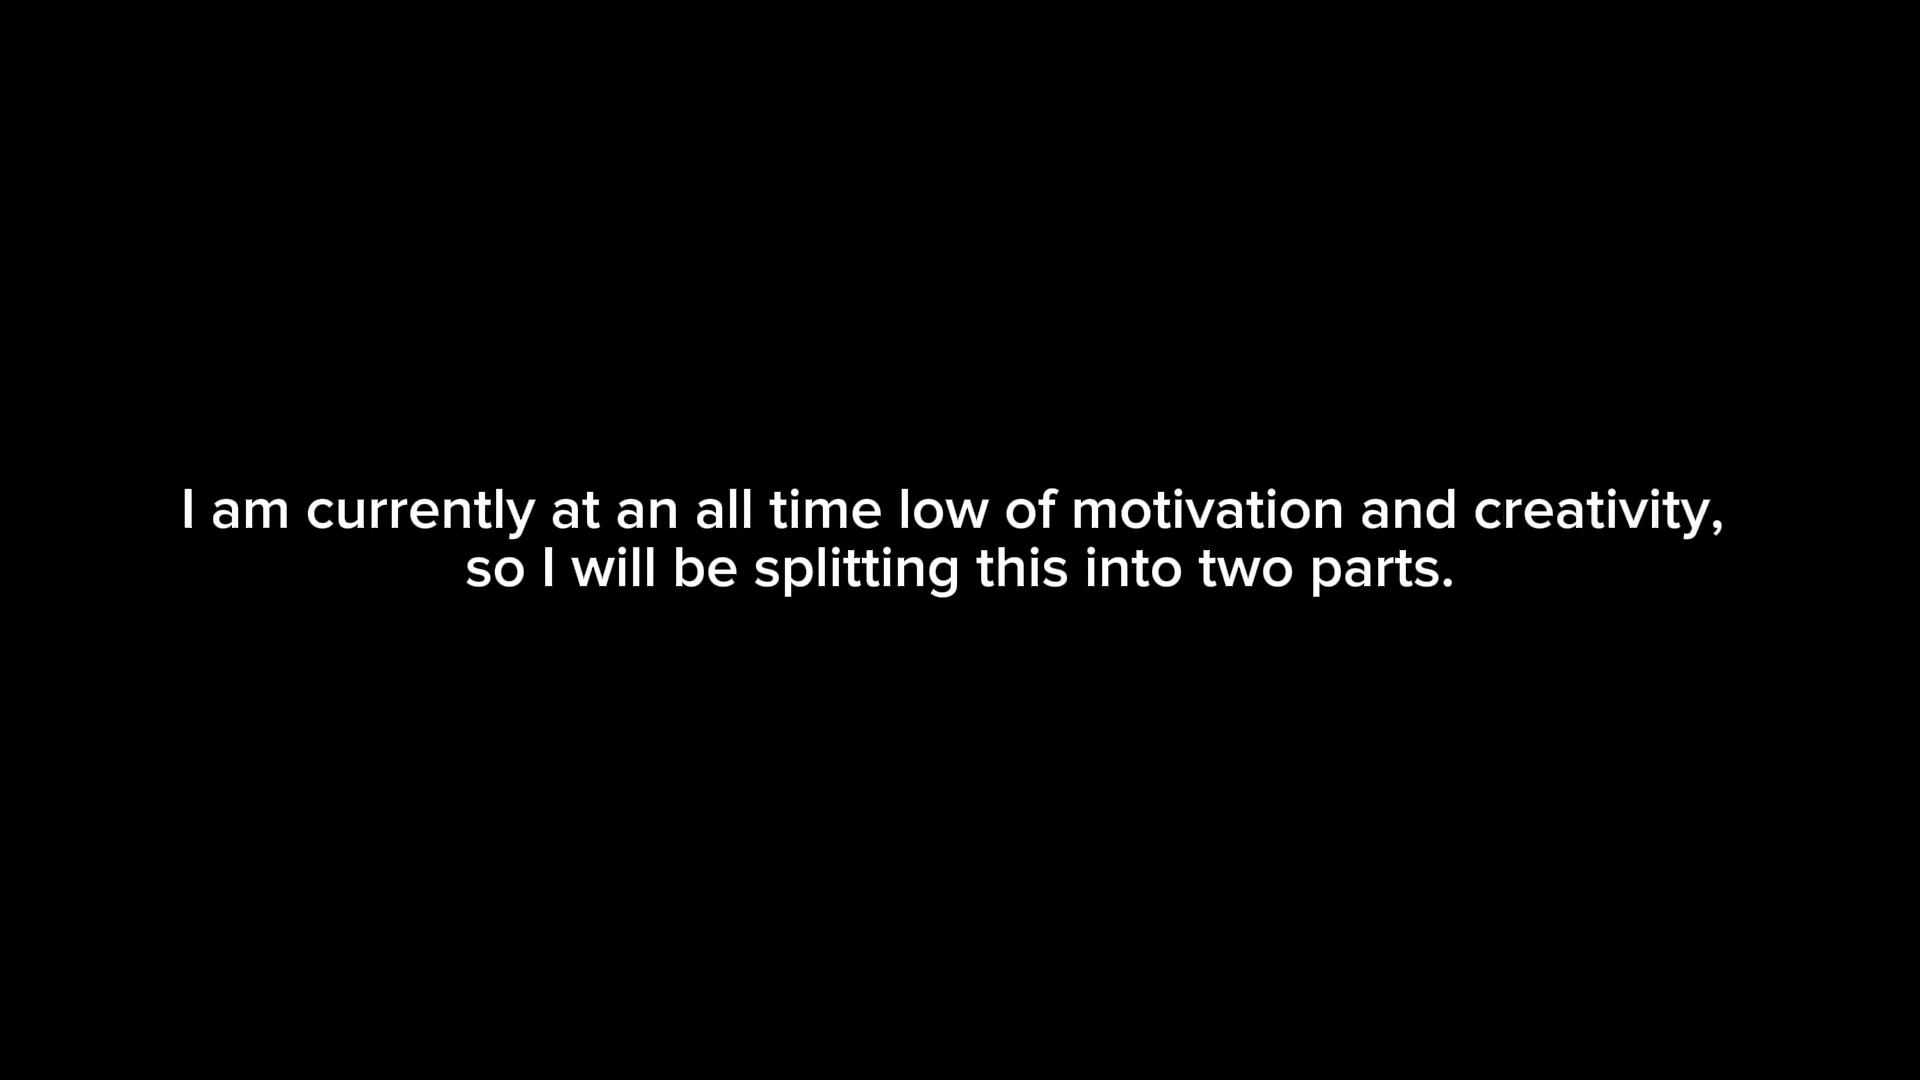 I am currently at an all time low of motivation and creativity,
so I will be splitting this into two parts.